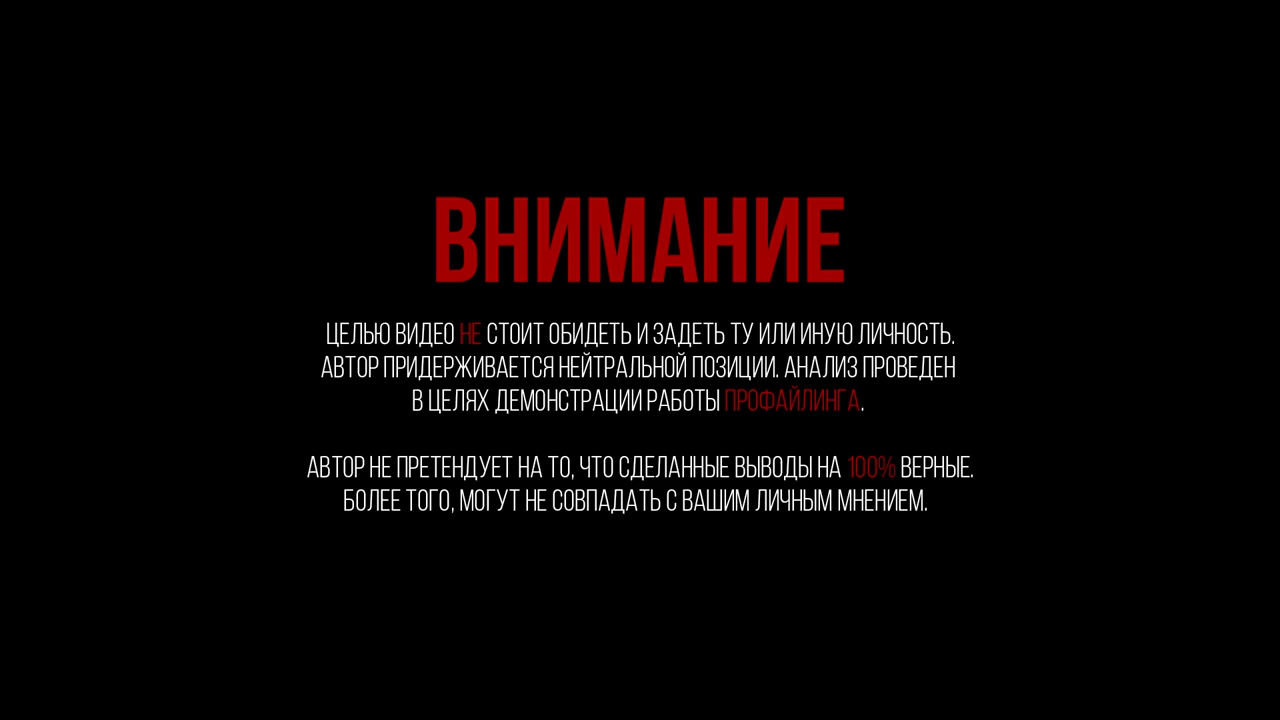 ВНИМАНИЕ
ЦЕЛЬЮ ВИДЕО НЕ СТОИТ ОБИДЕТЬ И ЗАДЕТЬ ТУ ИЛИ ИНУЮ ЛИЧНОСТЬ.
АВТОР ПРИДЕРЖИВАЕТСЯ НЕЙТРАЛЬНОЙ ПОЗИЦИИ. АНАЛИЗ ПРОВЕДЕН
В ЦЕЛЯХ ДЕМОНСТРАЦИИ РАБОТЫ ПРОФАЙЛИНГА.
АВТОР НЕ ПРЕТЕНДУЕТ НА ТО, ЧТО СДЕЛАННЫЕ ВЫВОДЫ НА 100% ВЕРНЫЕ.
БОЛЕЕ ТОГО, МОГУТ НЕ СОВПАДАТЬ С ВАШИМ ЛИЧНЫМ МНЕНИЕМ.